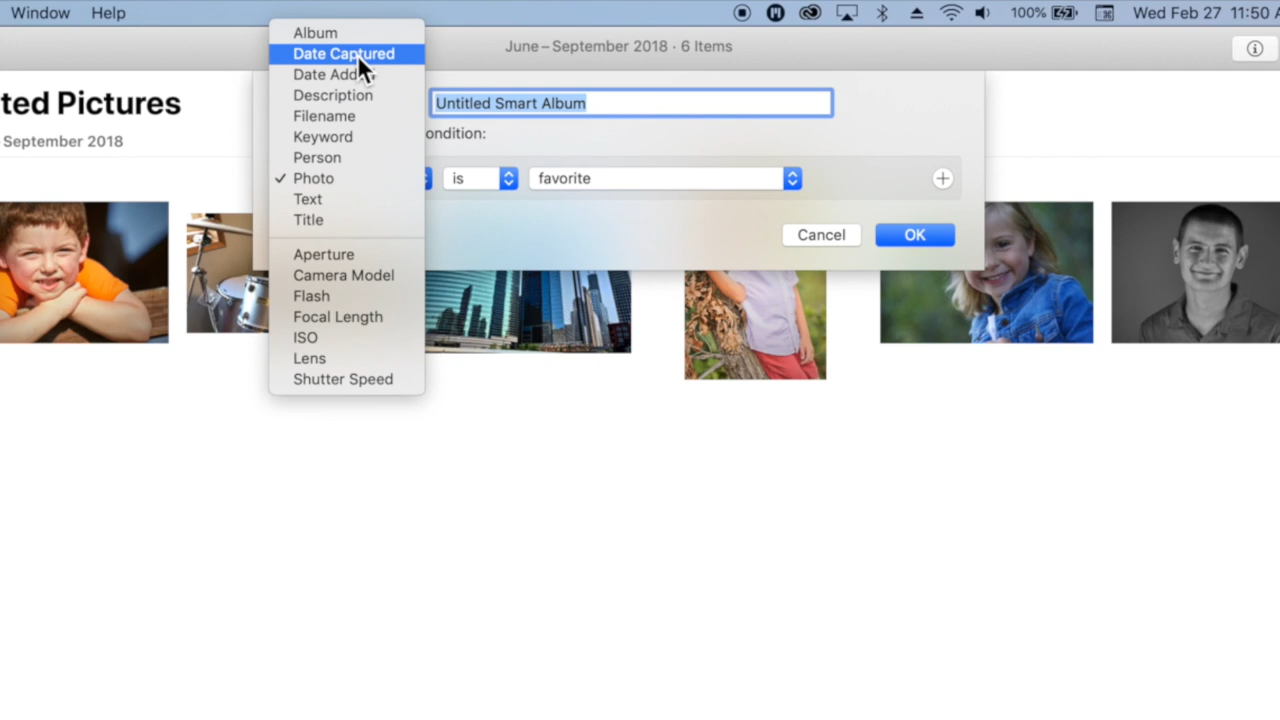 Window Help
100% Wed Feb 27 11:50 A
June – September 2018 · 6 Items
ted Pictures
September 2018
Album
Date Captured
Date Add
Description
Filename
Keyword
Person
Photo
Text
Title
Aperture
Camera Model
Flash
Focal Length
ISO
Lens
Shutter Speed
Untitled Smart Album
ondition:
is
favorite
Cancel
OK